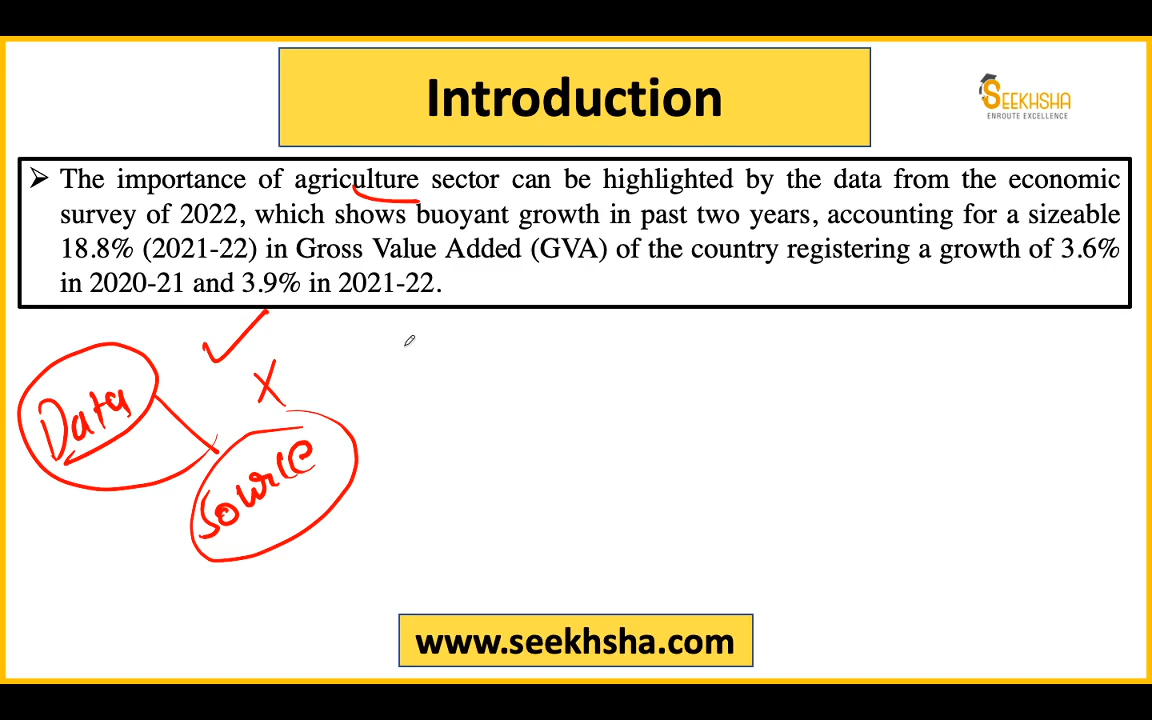 Introduction
SEEKHSHA
ENROUTE EXCELLENCE
➤ The importance of agriculture sector can be highlighted by the data from the economic
survey of 2022, which shows buoyant growth in past two years, accounting for a sizeable
18.8% (2021-22) in Gross Value Added (GVA) of the country registering a growth of 3.6%
in 2020-21 and 3.9% in 2021-22.
Data
Source
www.seekhsha.com